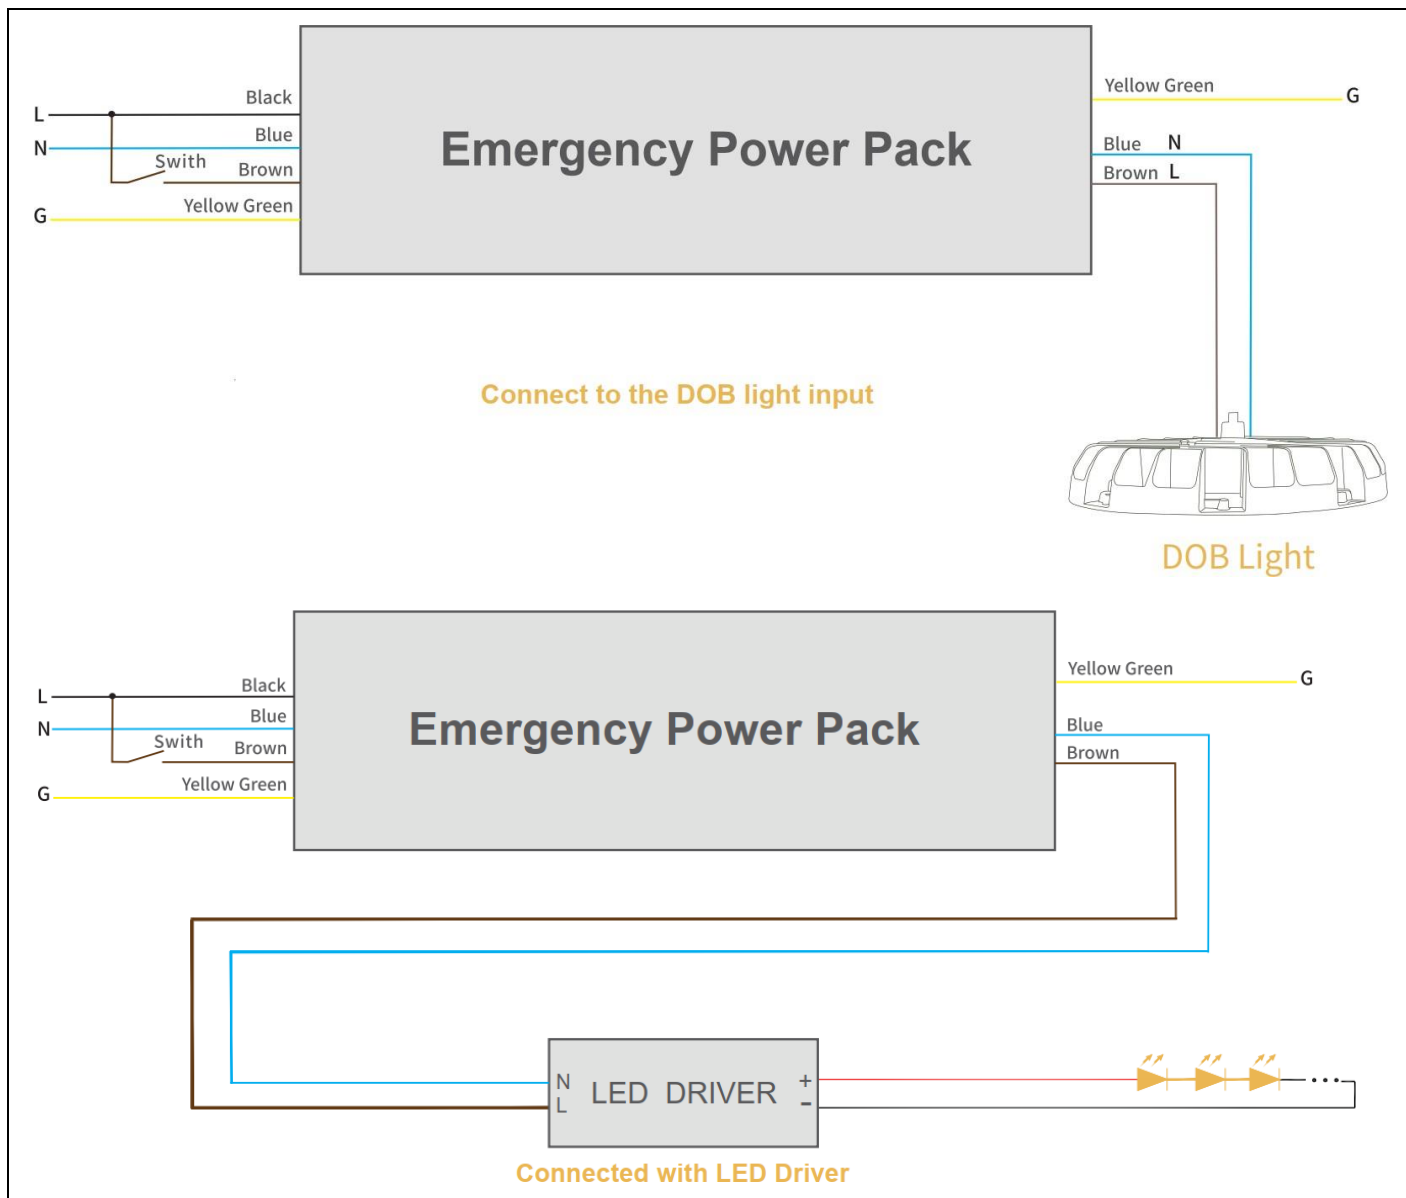 Black
Yellow Green
G
L
Blue
Emergency Power Pack
Blue N
N
Swith
Brown
Brown L
Yellow Green
G
Connect to the DOB light input
DOB Light
Black
Yellow Green
G
L
Blue
Emergency Power Pack
Blue
N
Swith
Brown
Brown
Yellow Green
G
N
LED DRIVER
+
L
-
Connected with LED Driver